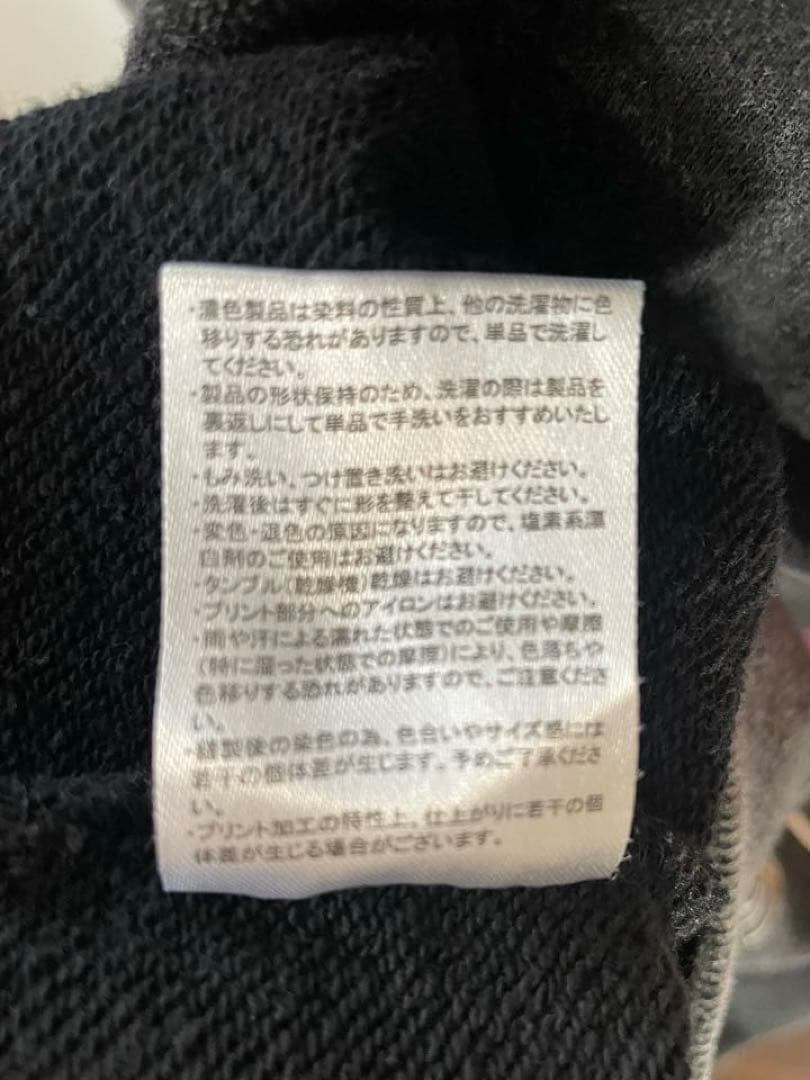 ・濃色製品は染料の性質上、他の洗濯物に色
移りする恐れがありますので、単品で洗濯し
てください。
・製品の形状保持のため、洗濯の際は製品を
裏返しにして単品で手洗いをおすすめいたし
ます。
・もみ洗い、つけ置き洗いはお避けください。
・洗濯後はすぐに形を整えて干してください。
・変色・退色の原因になりますので、塩素系漂
白剤のご使用はお避けください。
・タンブル(乾燥機)乾燥はお避けください。
・プリント部分へのアイロンはお避けください。
・雨や汗による濡れた状態でのご使用や摩擦
(特に湿った状態での摩擦)により、色落ちや
色移りする恐れがありますので、ご注意くださ
い。
・縫製後の染色の為、色合いやサイズ感には
若干の個体差が生じます。予めご了承くださ
い。
・プリント加工の特性上、仕上がりに若干の個
体差が生じる場合がございます。